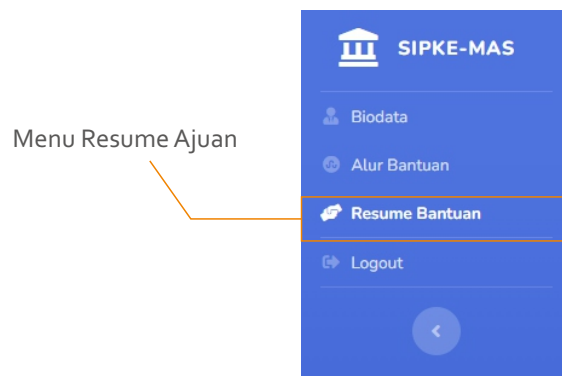 SIPKE-MAS
Biodata
Menu Resume Ajuan
Alur Bantuan
Resume Bantuan
Logout